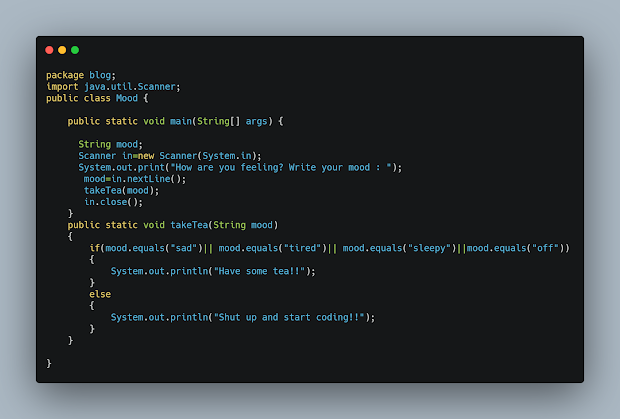 package blog;
import java.util.Scanner;
public class Mood {
public static void main(String[] args) {
String mood;
Scanner in=new Scanner(System.in);
System.out.print("How are you feeling? Write your mood : ");
mood=in.nextLine();
takeTea(mood);
in.close();
}
public static void takeTea(String mood)
{
if(mood.equals("sad")|| mood.equals("tired")|| mood.equals("sleepy")||mood.equals("off"))
{
System.out.println("Have some tea!!");
}
else
{
System.out.println("Shut up and start coding!!");
}
}
}